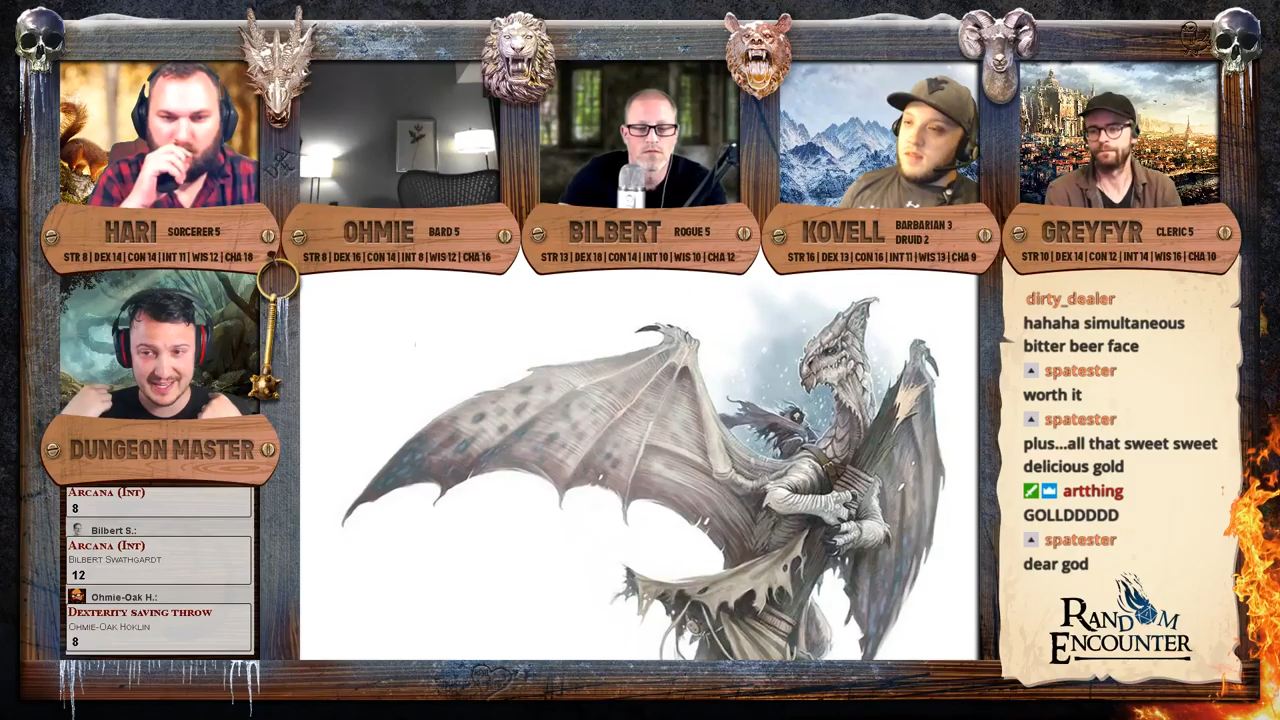 HARI SORCERER 5
STR 8 | DEX 14 | CON 14 | INT 11 | WIS 12 | CHA 18
OHMIE BARD 5
STR 8 | DEX 16 | CON 14 | INT 8 | WIS 12 | CHA 16
BILBERT ROGUE 5
STR 13 | DEX 18 | CON 14 | INT 10 | WIS 10 | CHA 12
KOVELL BARBARIAN 3
DRUID 2
STR 16 | DEX 13 | CON 16 | INT 11 | WIS 13 | CHA 9
GREYFYR CLERIC 5
STR 10 | DEX 14 | CON 12 | INT 14 | WIS 16 | CHA 10
DUNGEON MASTER
ARCANA (INT)
8
Bilbert S.:
ARCANA (INT)
BILBERT SWATHGARDT
12
Ohmie-Oak H.:
DEXTERITY SAVING THROW
OHMIE-OAK HOKLIN
8
dirty_dealer
hahaha simultaneous
bitter beer face
spatester
worth it
spatester
plus...all that sweet sweet
delicious gold
artthing
GOLLDDDDD
spatester
dear god
RANDOM
ENCOUNTER